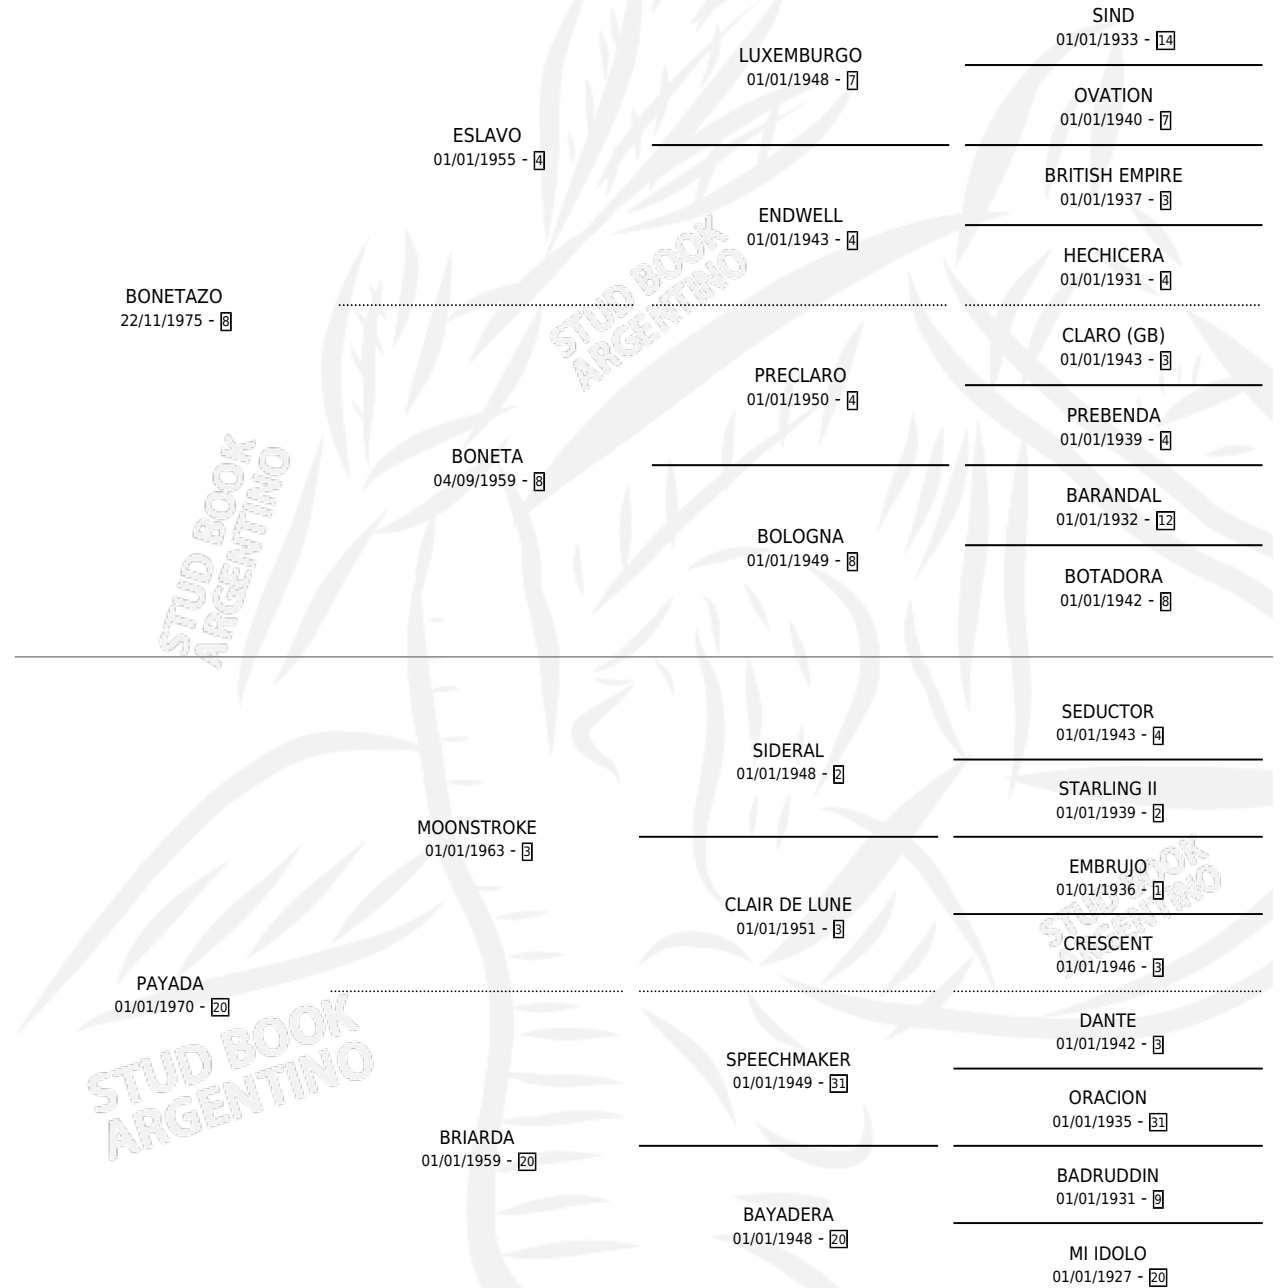 SIND
01/01/1933 - 14
LUXEMBURGO
01/01/1948 - 7
OVATION
01/01/1940 - 7
ESLAVO
01/01/1955 - 4
BRITISH EMPIRE
01/01/1937 - 3
ENDWELL
01/01/1943 - 4
HECHICERA
01/01/1931 - 4
BONETAZO
22/11/1975 - 8
CLARO (GB)
01/01/1943 - 3
PRECLARO
01/01/1950 - 4
PREBENDA
01/01/1939 - 4
BONETA
04/09/1959 - 8
BARANDAL
01/01/1932 - 12
BOLOGNA
01/01/1949 - 8
BOTADORA
01/01/1942 - 8
STUD BOOK
ARGENTINO
STUD BOOK
ARGENTINO
SEDUCTOR
01/01/1943 - 4
SIDERAL
01/01/1948 - 2
STARLING II
01/01/1939 - 2
MOONSTROKE
01/01/1963 - 3
EMBRUJO
01/01/1936 - 1
CLAIR DE LUNE
01/01/1951 - 3
CRESCENT
01/01/1946 - 3
STUD BOOK
ARGENTINO
PAYADA
01/01/1970 - 20
DANTE
01/01/1942 - 3
SPEECHMAKER
01/01/1949 - 31
ORACION
01/01/1935 - 31
STUD BOOK
ARGENTINO
BRIARDA
01/01/1959 - 20
BADRUDDIN
01/01/1931 - 9
BAYADERA
01/01/1948 - 20
MI IDOLO
01/01/1927 - 20